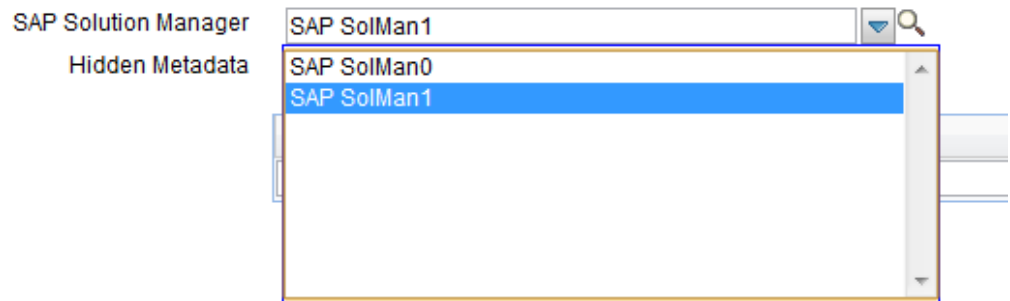 SAP Solution Manager SAP SolMan1
Hidden Metadata
SAP SolMan0
SAP SolMan1